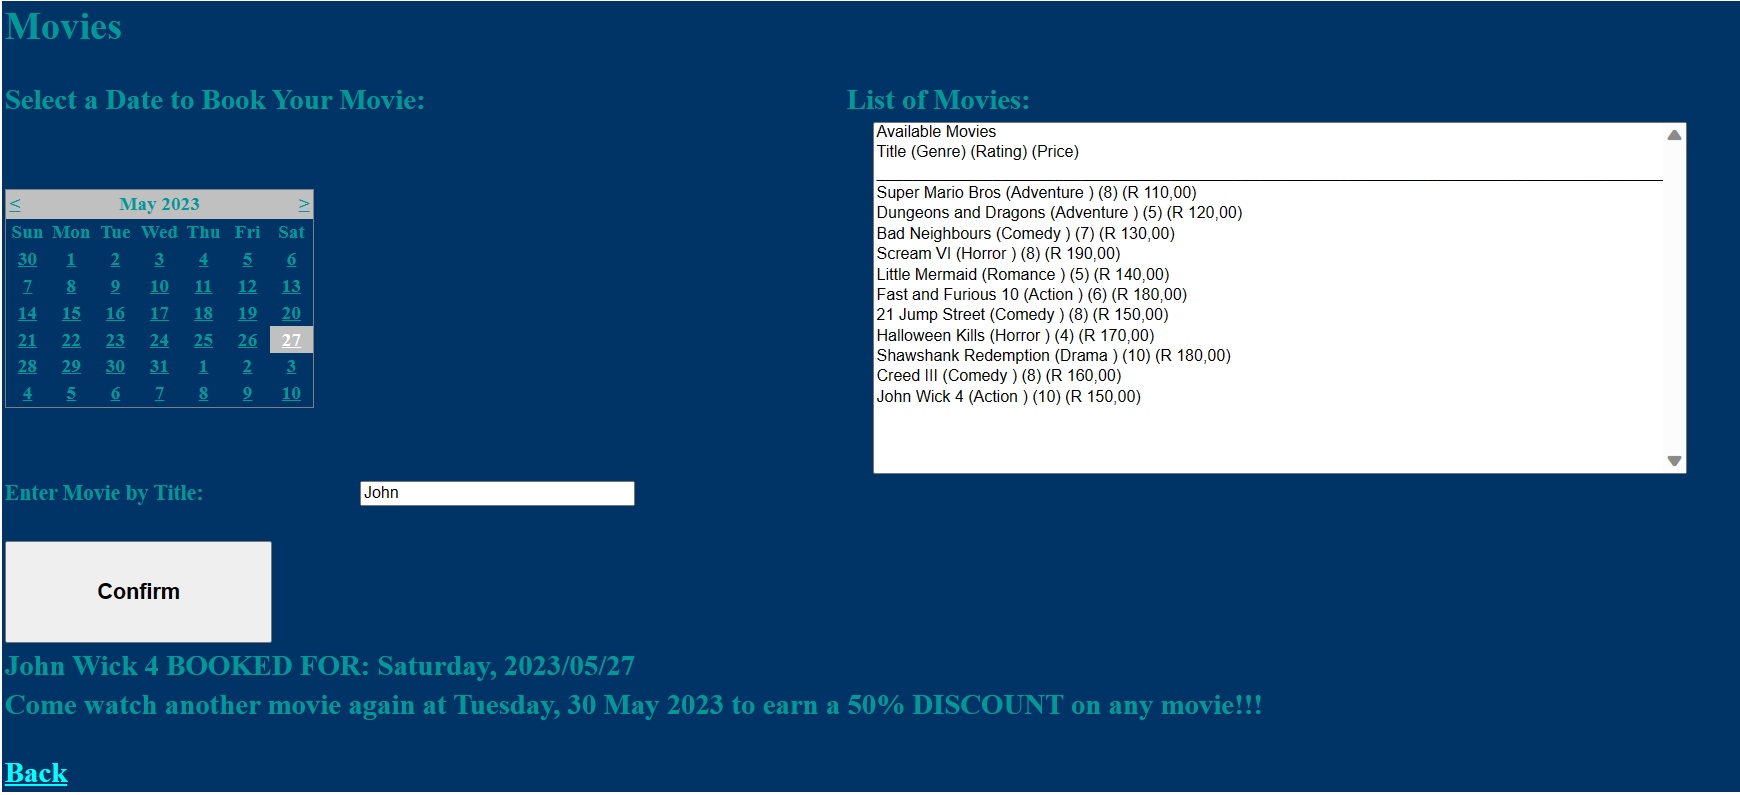 Movies
Select a Date to Book Your Movie:
< May 2023 >
Sun Mon Tue Wed Thu Fri Sat
30 1 2 3 4 5 6
7 8 9 10 11 12 13
14 15 16 17 18 19 20
21 22 23 24 25 26 27
28 29 30 31 1 2 3
4 5 6 7 8 9 10
List of Movies:
Available Movies
Title (Genre) (Rating) (Price)
Super Mario Bros (Adventure ) (8) (R 110,00)
Dungeons and Dragons (Adventure ) (5) (R 120,00)
Bad Neighbours (Comedy ) (7) (R 130,00)
Scream VI (Horror ) (8) (R 190,00)
Little Mermaid (Romance ) (5) (R 140,00)
Fast and Furious 10 (Action ) (6) (R 180,00)
21 Jump Street (Comedy ) (8) (R 150,00)
Halloween Kills (Horror ) (4) (R 170,00)
Shawshank Redemption (Drama ) (10) (R 180,00)
Creed III (Comedy ) (8) (R 160,00)
John Wick 4 (Action ) (10) (R 150,00)
Enter Movie by Title: John
Confirm
John Wick 4 BOOKED FOR: Saturday, 2023/05/27
Come watch another movie again at Tuesday, 30 May 2023 to earn a 50% DISCOUNT on any movie!!!
Back